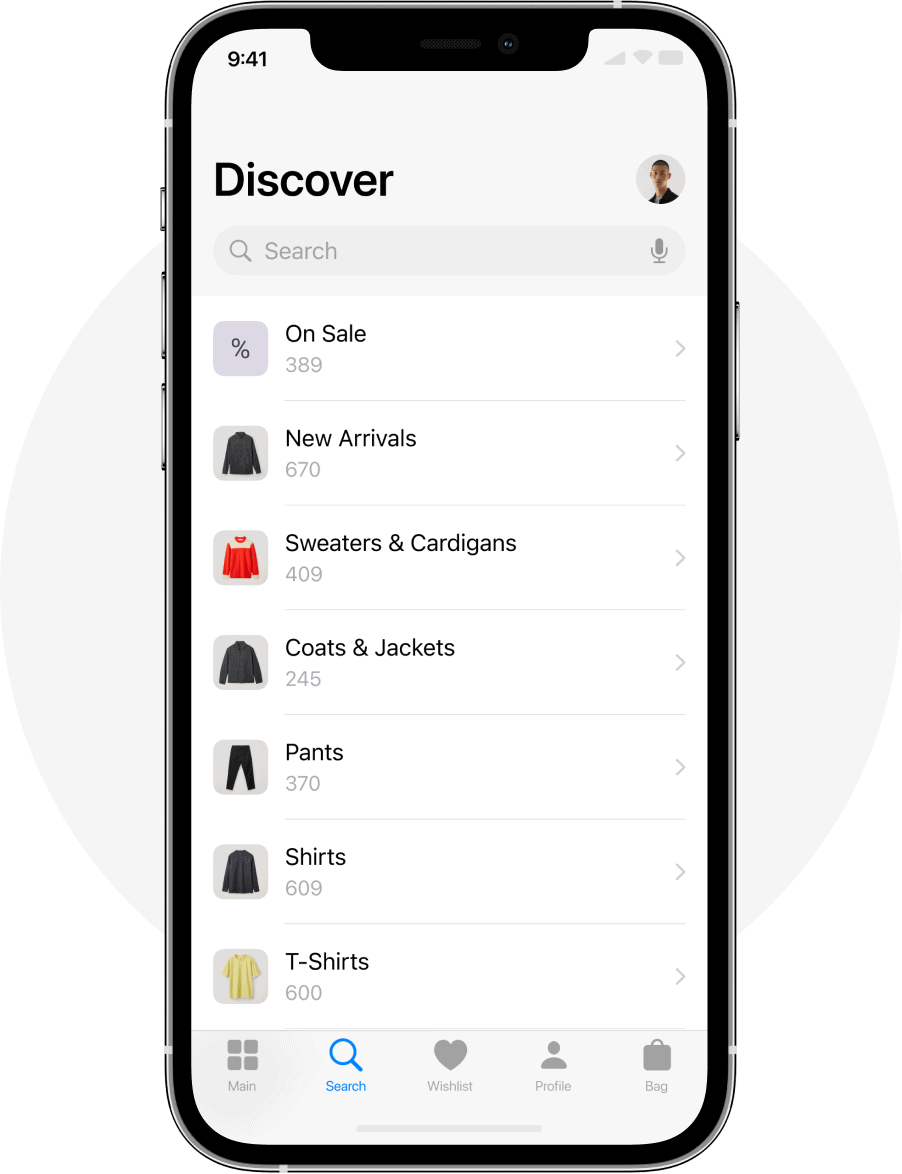 9:41
Discover
Search
%
On Sale
389
New Arrivals
670
Sweaters & Cardigans
409
Coats & Jackets
245
Pants
370
Shirts
609
T-Shirts
600
Main
Search
Wishlist
Profile
Bag